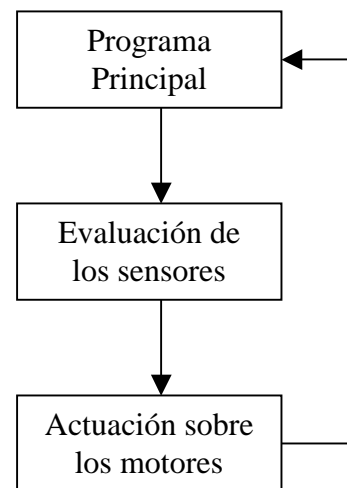 Programa
Principal
Evaluación de
los sensores
Actuación sobre
los motores